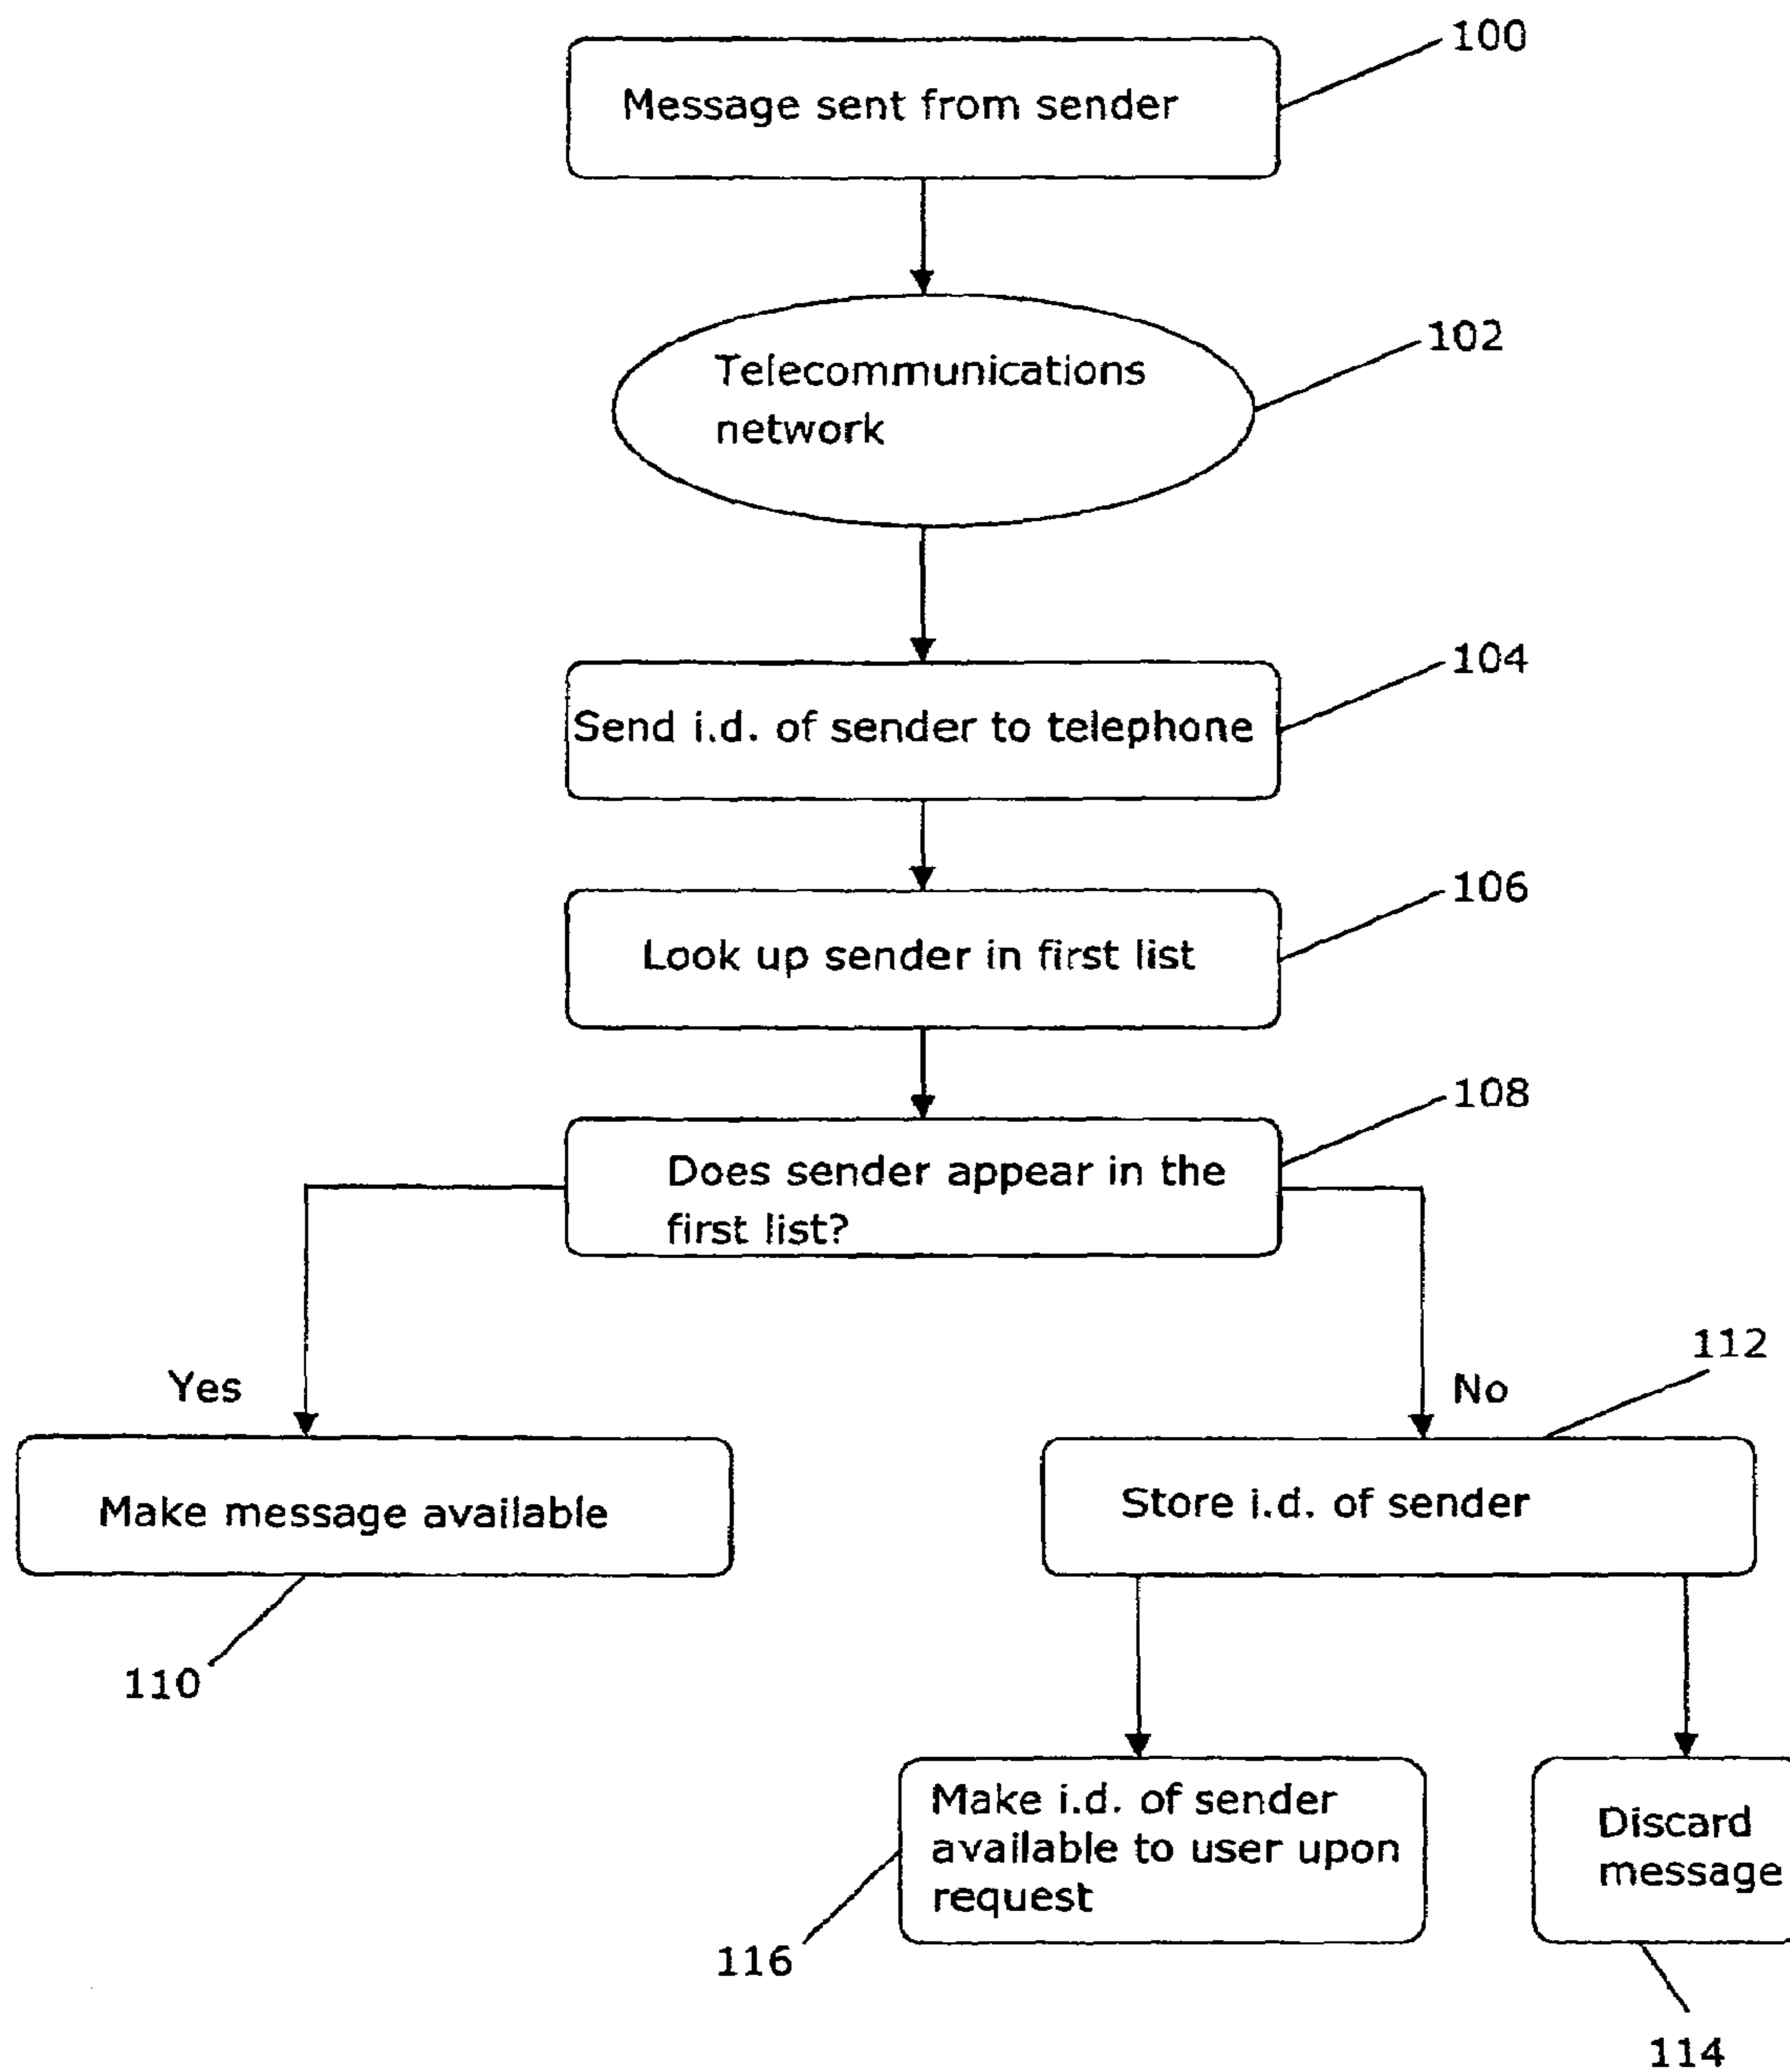 100
Message sent from sender
102
Telecommunications
network
104
Send i.d. of sender to telephone
106
Look up sender in first list
108
Does sender appear in the
first list?
112
Yes
No
Make message available
Store i.d. of sender
110
Make i.d. of sender
available to user upon
request
Discard
message
116
114